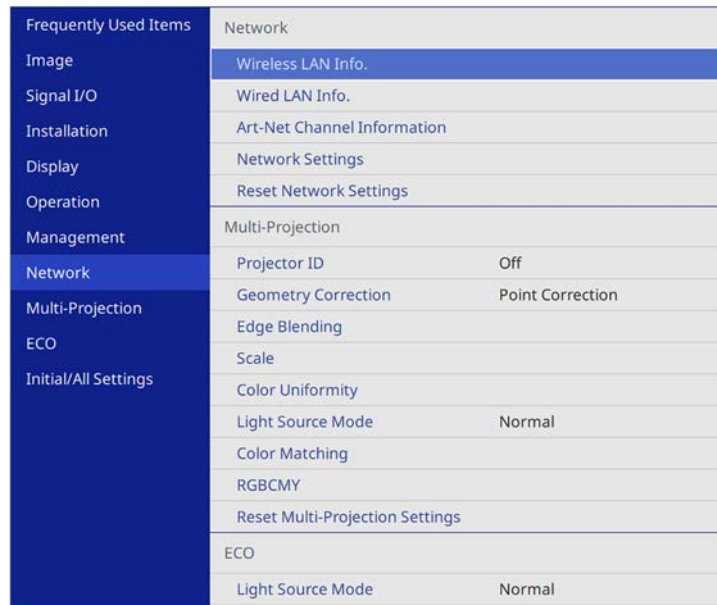 Frequently Used Items
Image
Signal I/O
Installation
Display
Operation
Management
Network
Multi-Projection
ECO
Initial/All Settings
Network
Wireless LAN Info.
Wired LAN Info.
Art-Net Channel Information
Network Settings
Reset Network Settings
Multi-Projection
Projector ID Off
Geometry Correction Point Correction
Edge Blending
Scale
Color Uniformity
Light Source Mode Normal
Color Matching
RGBCMY
Reset Multi-Projection Settings
ECO
Light Source Mode Normal